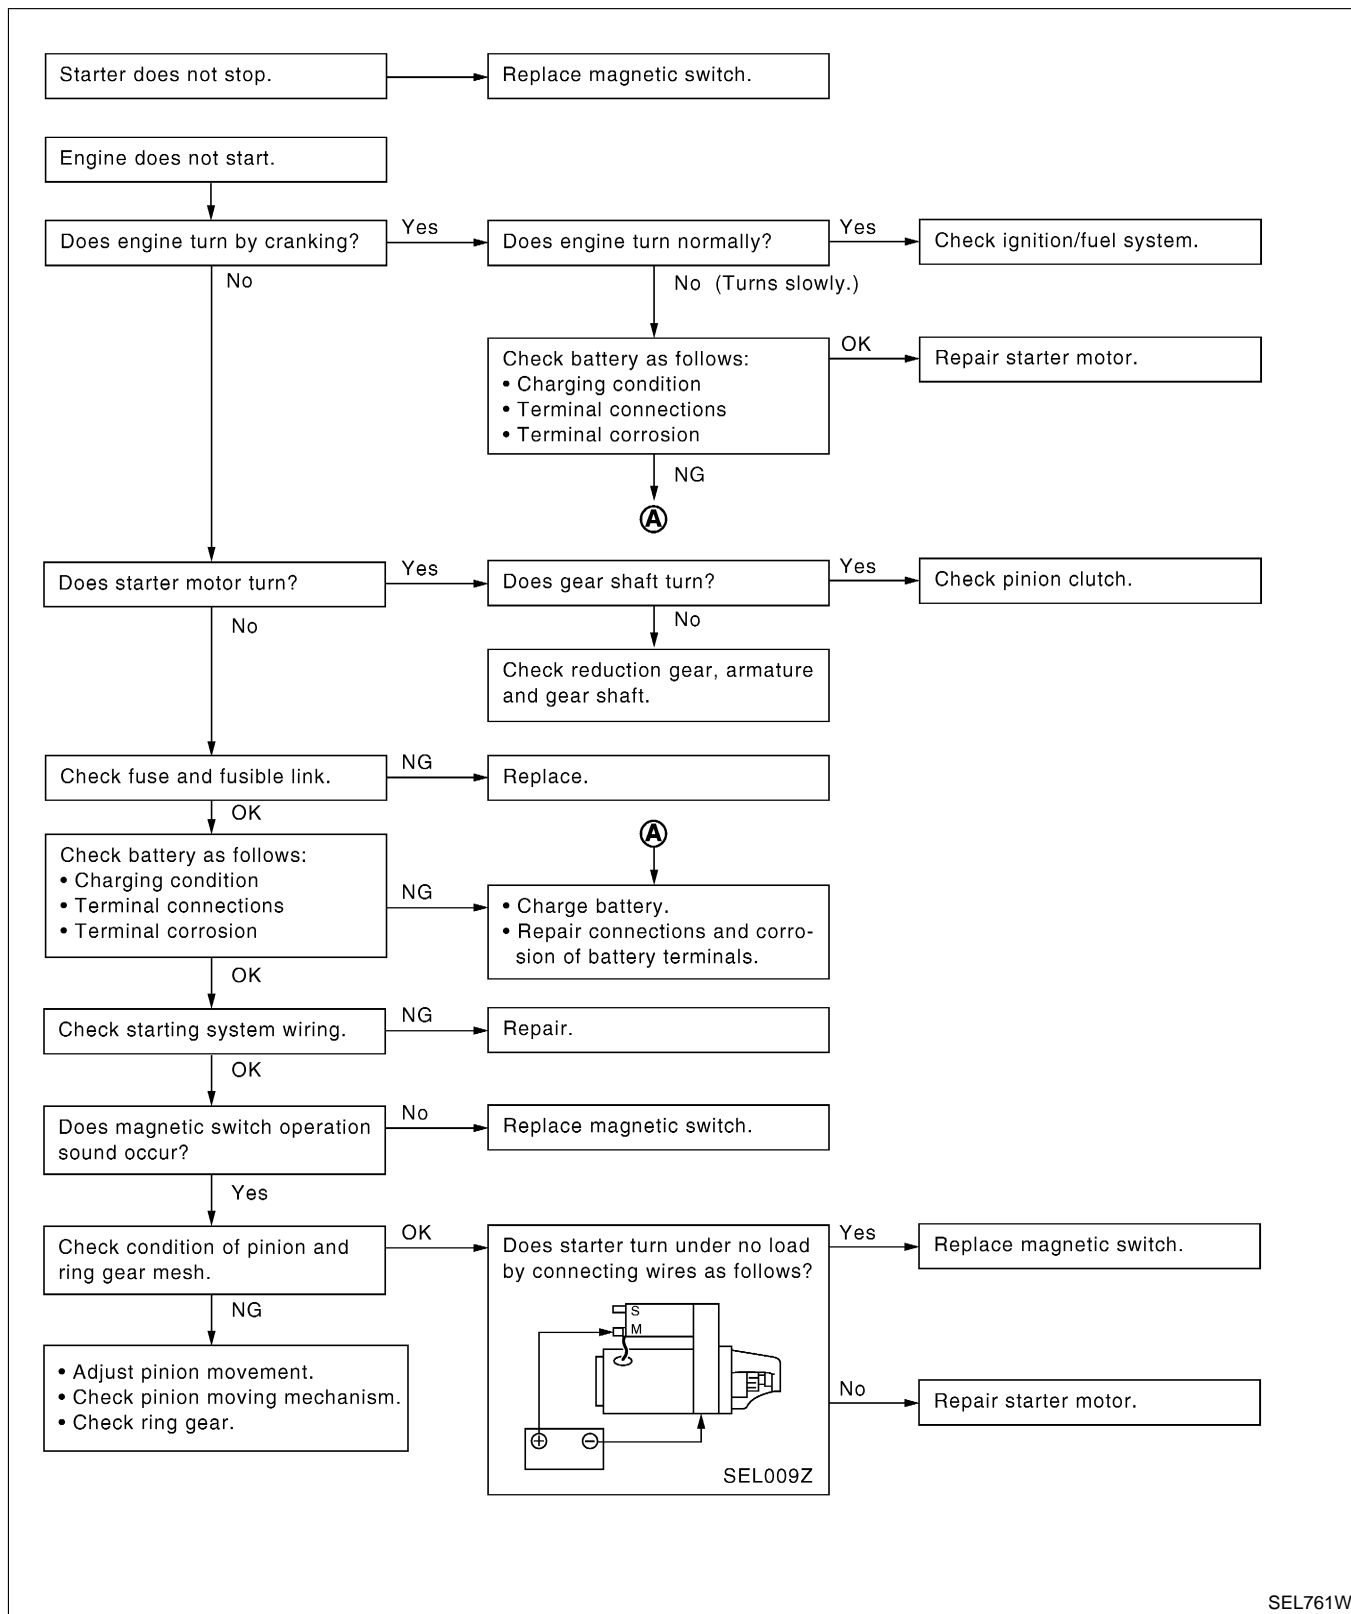 Starter does not stop.
Replace magnetic switch.
Engine does not start.
Does engine turn by cranking?
Yes
Does engine turn normally?
Yes
Check ignition/fuel system.
No
No (Turns slowly.)
Check battery as follows:
• Charging condition
• Terminal connections
• Terminal corrosion
OK
Repair starter motor.
NG
A
Does starter motor turn?
Yes
Does gear shaft turn?
Yes
Check pinion clutch.
No
No
Check reduction gear, armature
and gear shaft.
Check fuse and fusible link.
NG
Replace.
OK
A
Check battery as follows:
• Charging condition
• Terminal connections
• Terminal corrosion
NG
• Charge battery.
• Repair connections and corro-
sion of battery terminals.
OK
Check starting system wiring.
NG
Repair.
OK
Does magnetic switch operation
sound occur?
No
Replace magnetic switch.
Yes
Check condition of pinion and
ring gear mesh.
OK
Does starter turn under no load
by connecting wires as follows?
S
M
+ −
SEL009Z
Yes
Replace magnetic switch.
No
Repair starter motor.
NG
• Adjust pinion movement.
• Check pinion moving mechanism.
• Check ring gear.
SEL761W